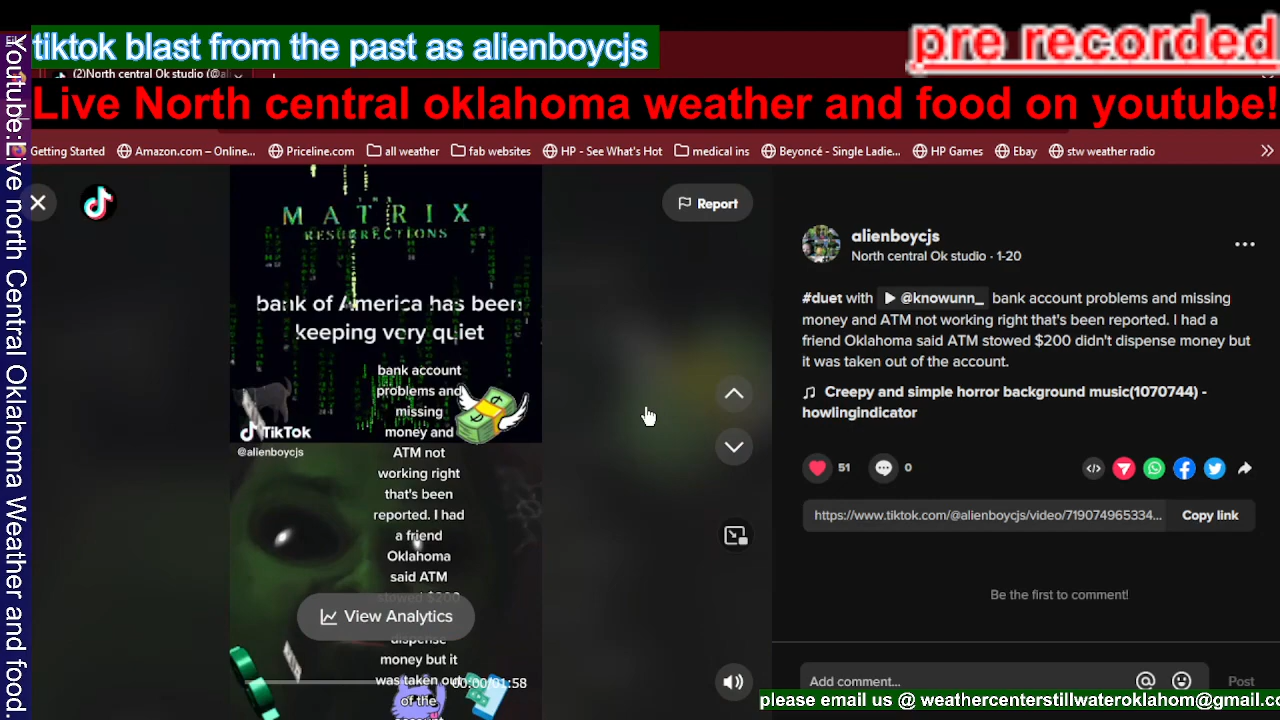 tiktok blast from the past as alienboycjs
pre recorded
(2)North central Ok studio (@a
Live North central oklahoma weather and food on youtube!
Youtube:Live north Central Oklahoma Weather and food.
Getting Started
Amazon.com – Online...
Priceline.com
all weather
fab websites
HP - See What's Hot
medical ins
Beyoncé - Single Ladie...
HP Games
Ebay
stw weather radio
THE
MATRIX
RESURRECTIONS
bank of America has been
keeping very quiet
bank account
problems and
missing
money and
ATM not
working right
that's been
reported. I had
a friend
Oklahoma
said ATM
stowed $200
dispense
money but it
was taken out
of the
TikTok
@alienboycjs
View Analytics
00:00/01:58
Report
alienboycjs
North central Ok studio · 1-20
#duet with @knowunn_ bank account problems and missing
money and ATM not working right that's been reported. I had a
friend Oklahoma said ATM stowed $200 didn't dispense money but
it was taken out of the account.
Creepy and simple horror background music(1070744) -
howlingindicator
51
0
https://www.tiktok.com/@alienboycjs/video/719074965334...
Copy link
Be the first to comment!
Add comment...
Post
please email us @ weathercenterstillwateroklahom@gmail.co